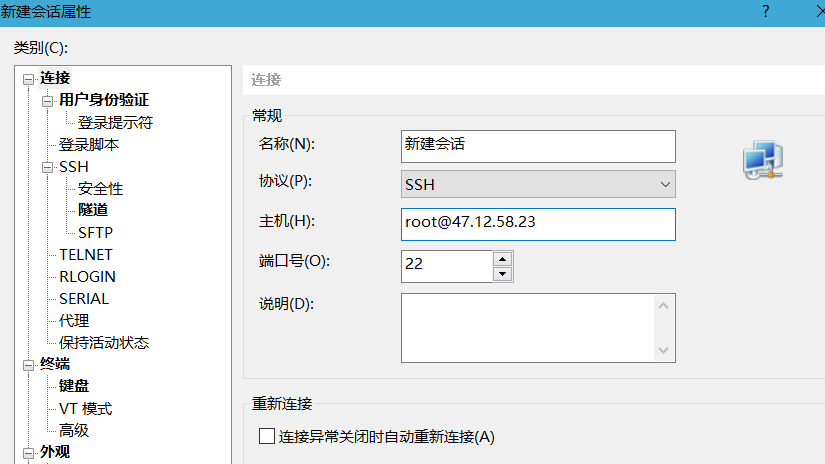 新建会话属性
类别(C):
连接
用户身份验证
登录提示符
登录脚本
SSH
安全性
隧道
SFTP
TELNET
RLOGIN
SERIAL
代理
保持活动状态
终端
键盘
VT 模式
高级
外观
连接
常规
名称(N):
新建会话
协议(P):
SSH
主机(H):
root@47.12.58.23
端口号(O):
22
说明(D):
重新连接
连接异常关闭时自动重新连接(A)